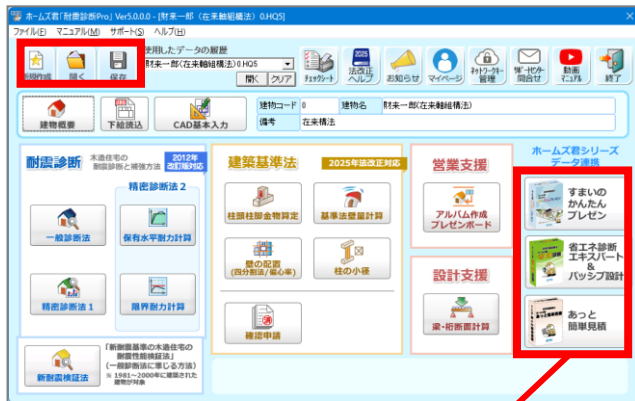 ホームズ君「耐震診断Pro」Ver5.0.0.0 - [財来一郎（在来軸組構法）0.HQ5]
ファイル(F) マニュアル(M) サポート(S) ヘルプ(H)
使用したデータの履歴
財来一郎(在来軸組構法)0.HQ5
開く クリア
新規作成 開く 保存
チェックシート
2025
法改正
ヘルプ
お知らせ
マイページ
ネットワークキー
管理
サポートセンター
問合せ
動画
マニュアル
終了
建物概要
下絵読込
CAD基本入力
建物コード 0 建物名 財来一郎(在来軸組構法)
備考 在来構法
耐震診断
木造住宅の
耐震診断と補強方法
2012年
改訂版対応
精密診断法2
一般診断法
保有水平耐力計算
精密診断法1
限界耐力計算
新耐震検証法
「新耐震基準の木造住宅の
耐震性能検証法」
(一般診断法に準じる方法)
※ 1981～2000年に建築された
建物が対象
建築基準法
2025年法改正対応
柱頭柱脚金物算定
基準法壁量計算
壁の配置
(四分割法/偏心率)
柱の小径
確認申請
営業支援
アルバム作成
プレゼンボード
設計支援
梁・桁断面計算
ホームズ君シリーズ
データ連携
すまいの
かんたん
プレゼン
省エネ診断
エキスパート
&
パッシブ設計
あっと
簡単見積